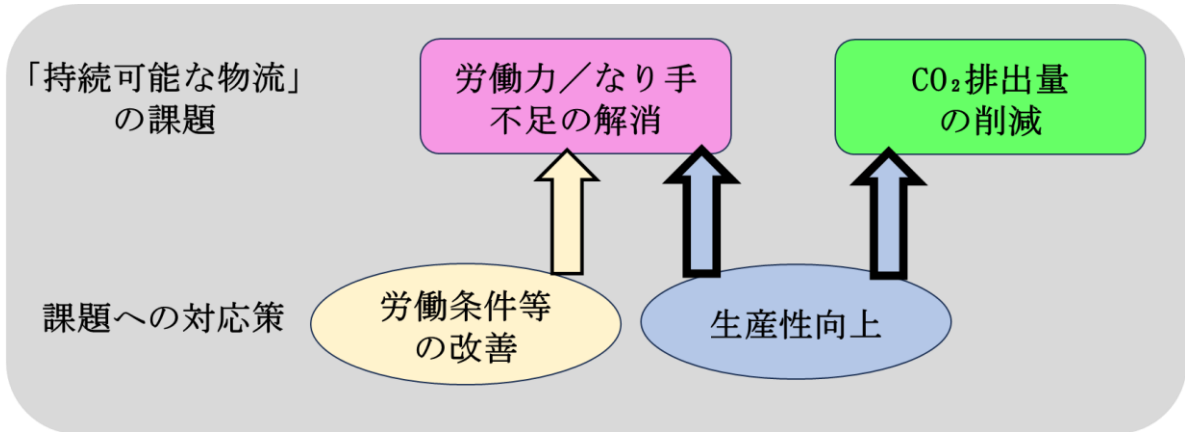 「持続可能な物流」
の課題
労働力／なり手
不足の解消
CO₂排出量
の削減
課題への対応策
労働条件等
の改善
生産性向上